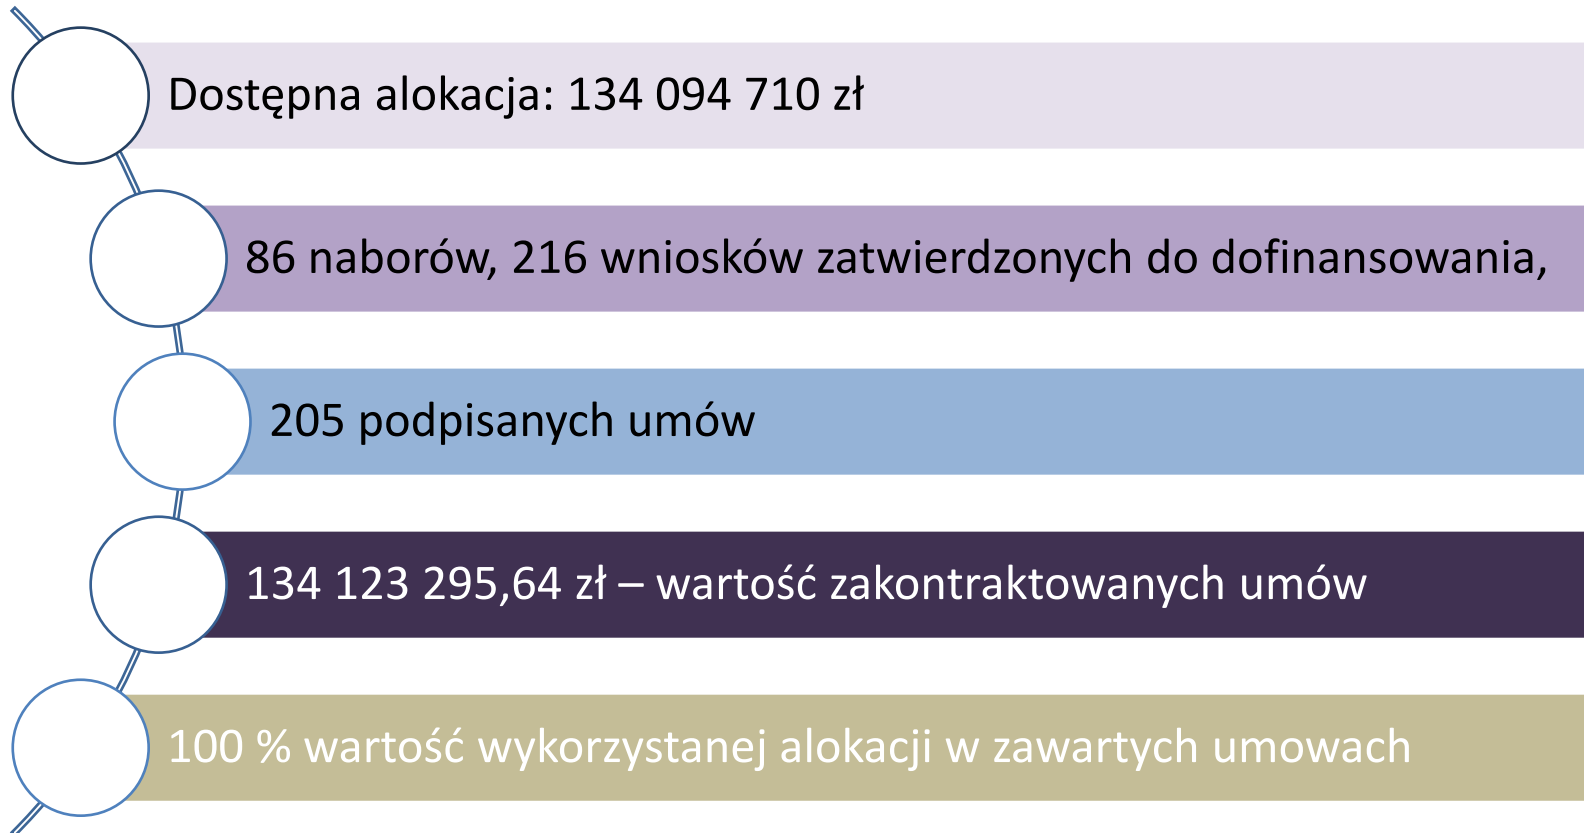 Dostępna alokacja: 134 094 710 zł
86 naborów, 216 wniosków zatwierdzonych do dofinansowania,
205 podpisanych umów
134 123 295,64 zł – wartość zakontraktowanych umów
100 % wartość wykorzystanej alokacji w zawartych umowach